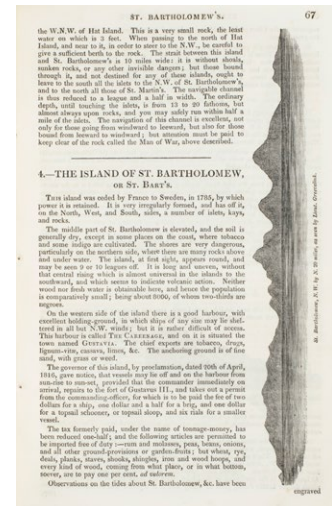 ST. BARTHOLOMEW'S.
67
the W.N.W. of Hat Island. This is a very small rock, the least
water on which is 3 feet. When passing to the north of Hat
Island, and near to it, in order to steer to the N.W., be careful to
give a sufficient berth to the rock. The strait between this island
and St. Bartholomew's is 10 miles wide: it is without shoals,
sunken rocks, or any other invisible dangers; but those bound
through it, and not destined for any of these islands, ought to
leave to the south all the islets to the N.W. of St. Bartholomew's,
and to the north all those of St. Martin's. The navigable channel
is thus reduced to a league and a half in width. The ordinary
depth, until touching the islets, is from 13 to 20 fathoms, but
almost always upon rocks, and you may safely run within half a
mile of the islets. The navigation of this channel is excellent, not
only for those going from windward to leeward, but also for those
bound from leeward to windward; but attention must be paid to
keep clear of the rock called the Man of War, above described.
4.—THE ISLAND OF ST. BARTHOLOMEW,
OR ST. BART'S.
THIS island was ceded by France to Sweden, in 1785, by which
power it is retained. It is very irregularly formed, and has off it,
on the North, West, and South, sides, a number of islets, kays,
and rocks.
The middle part of St. Bartholomew is elevated, and the soil is
generally dry, except in some places on the coast, where tobacco
and some indigo are cultivated. The shores are very dangerous,
particularly on the northern side, where there are many rocks above
and under water. The island, at first sight, appears round, and
may be seen 9 or 10 leagues off. It is long and uneven, without
that central rising which is almost universal in the islands to the
southward, and which seems to indicate volcanic action. Neither
wood nor fresh water is obtainable here, and hence the population
is comparatively small; being about 8000, of whom two-thirds are
negroes.
On the western side of the island there is a good harbour, with
excellent holding-ground, in which ships of any size may lie shel-
tered in all but N.W. winds; but it is rather difficult of access.
This harbour is called THE CAREENAGE, and on it is situated the
town named GUSTAVIA. The chief exports are tobacco, drugs,
lignum-vitæ, cassava, limes, &c. The anchoring ground is of fine
sand, with grass or weed.
The governor of this island, by proclamation, dated 20th of April,
1816, gave notice, that vessels may lie off and on the harbour from
sun-rise to sun-set, provided that the commander immediately on
arrival, repairs to the fort of Gustavus III., and takes out a permit
from the commanding-officer, for which is to be paid the fee of two
dollars for a ship, one dollar and a half for a brig, and one dollar
for a topsail schooner, or topsail sloop, and six rials for a smaller
vessel.
The tax formerly paid, under the name of tonnage-money, has
been reduced one-half; and the following articles are permitted to
be imported free of duty:—rum and molasses, peas, beans, onions,
and all other ground-provisions or garden-fruits; but wheat, rye,
deals, planks, staves, shooks, shingles, iron and wood hoops, and
every kind of wood, coming from what place, or in what bottom,
soever, are to pay one per cent. ad valorem.
Observations on the tides about St. Bartholomew, &c. have been
engraved